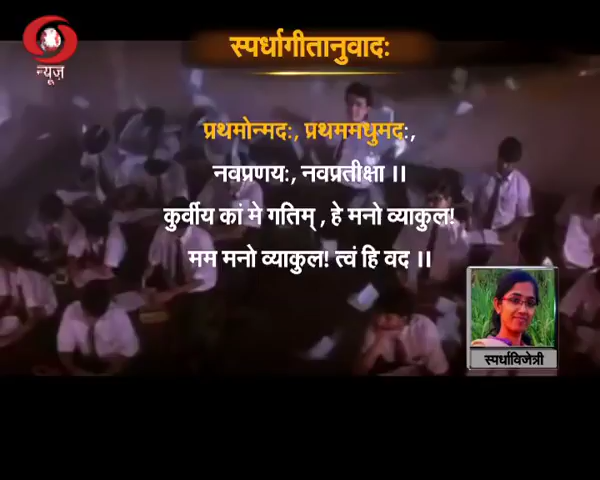 न्यूज़
स्पर्धागीतानुवादः
प्रथमोन्मदः, प्रथममधुमदः,
नवप्रणयः, नवप्रतीक्षा ।।
कुर्वीय कां मे गतिम् , हे मनो व्याकुल!
मम मनो व्याकुल! त्वं हि वद ।।
स्पर्धाविजेत्री